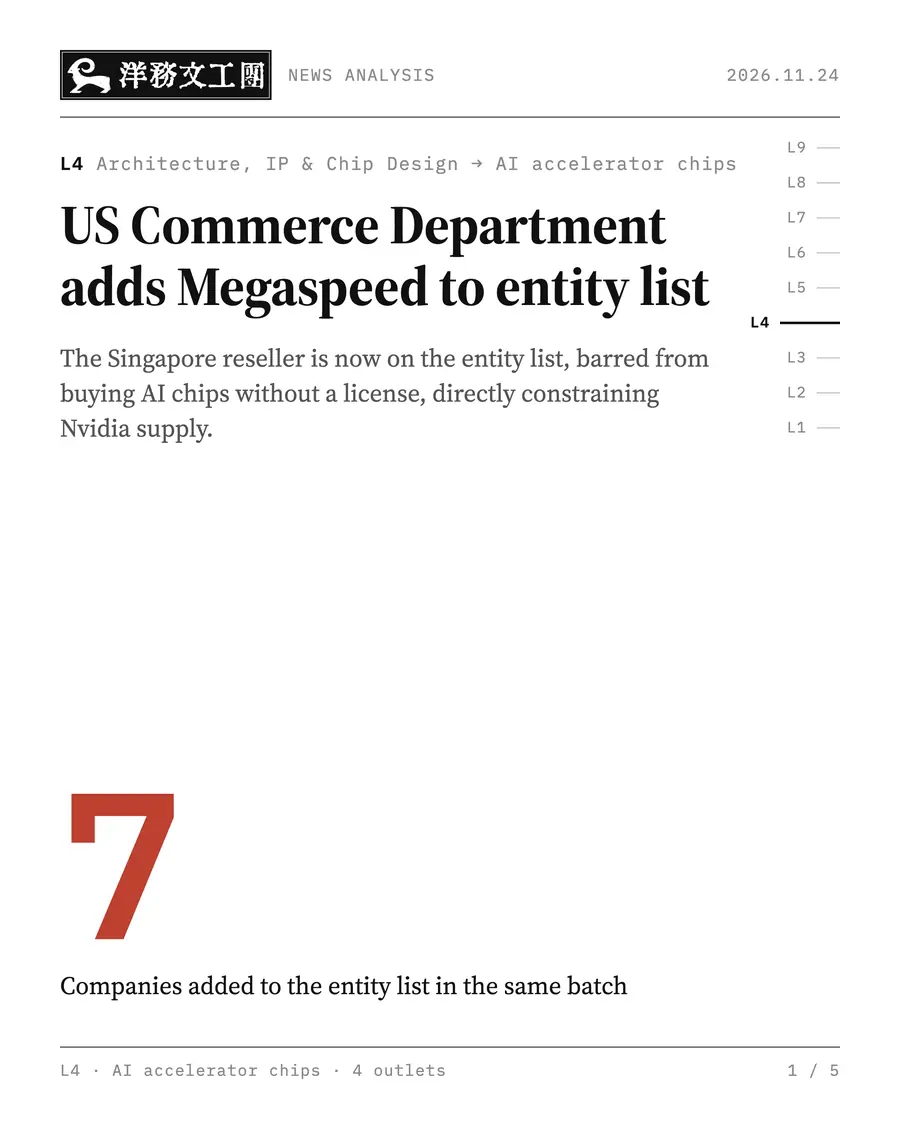 洋務文工團 NEWS ANALYSIS 2026.11.24
L4 Architecture, IP & Chip Design → AI accelerator chips
US Commerce Department
adds Megaspeed to entity list
The Singapore reseller is now on the entity list, barred from
buying AI chips without a license, directly constraining
Nvidia supply.
L9
L8
L7
L6
L5
L4
L3
L2
L1
7
Companies added to the entity list in the same batch
L4 · AI accelerator chips · 4 outlets 1 / 5